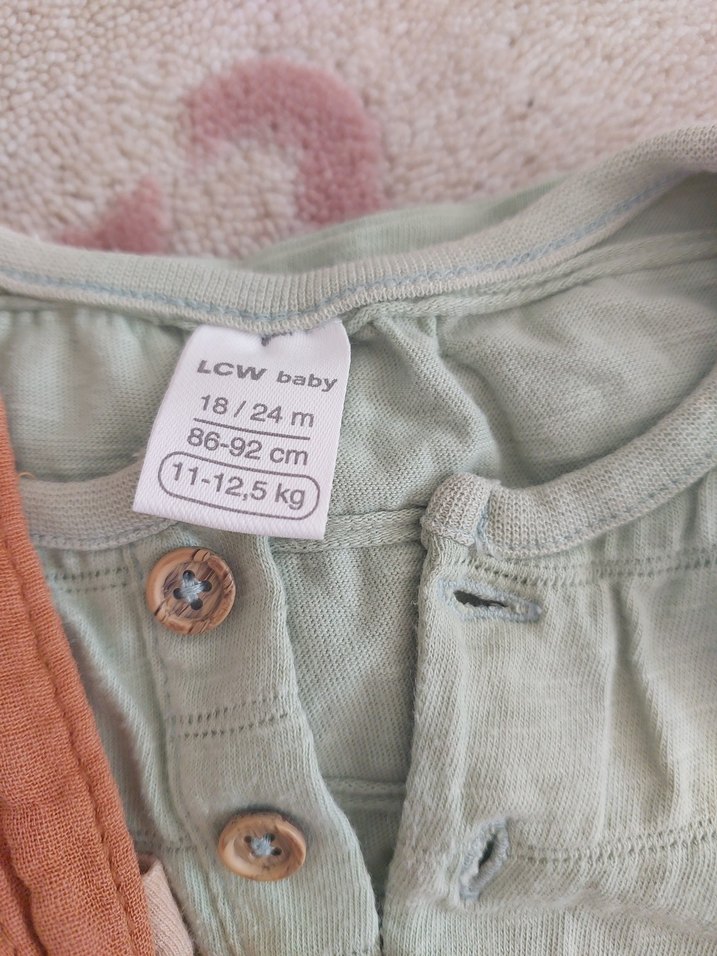 LCW baby
18 / 24 m
86-92 cm
11-12,5 kg